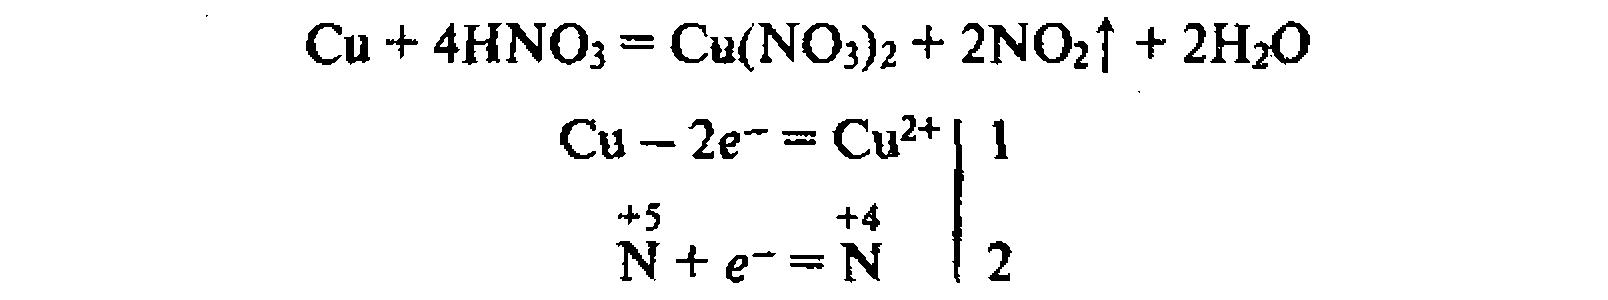 Cu + 4HNO₃ = Cu(NO₃)₂ + 2NO₂↑ + 2H₂O
Cu – 2e⁻ = Cu²⁺ | 1
+5 +4
N + e⁻ = N | 2